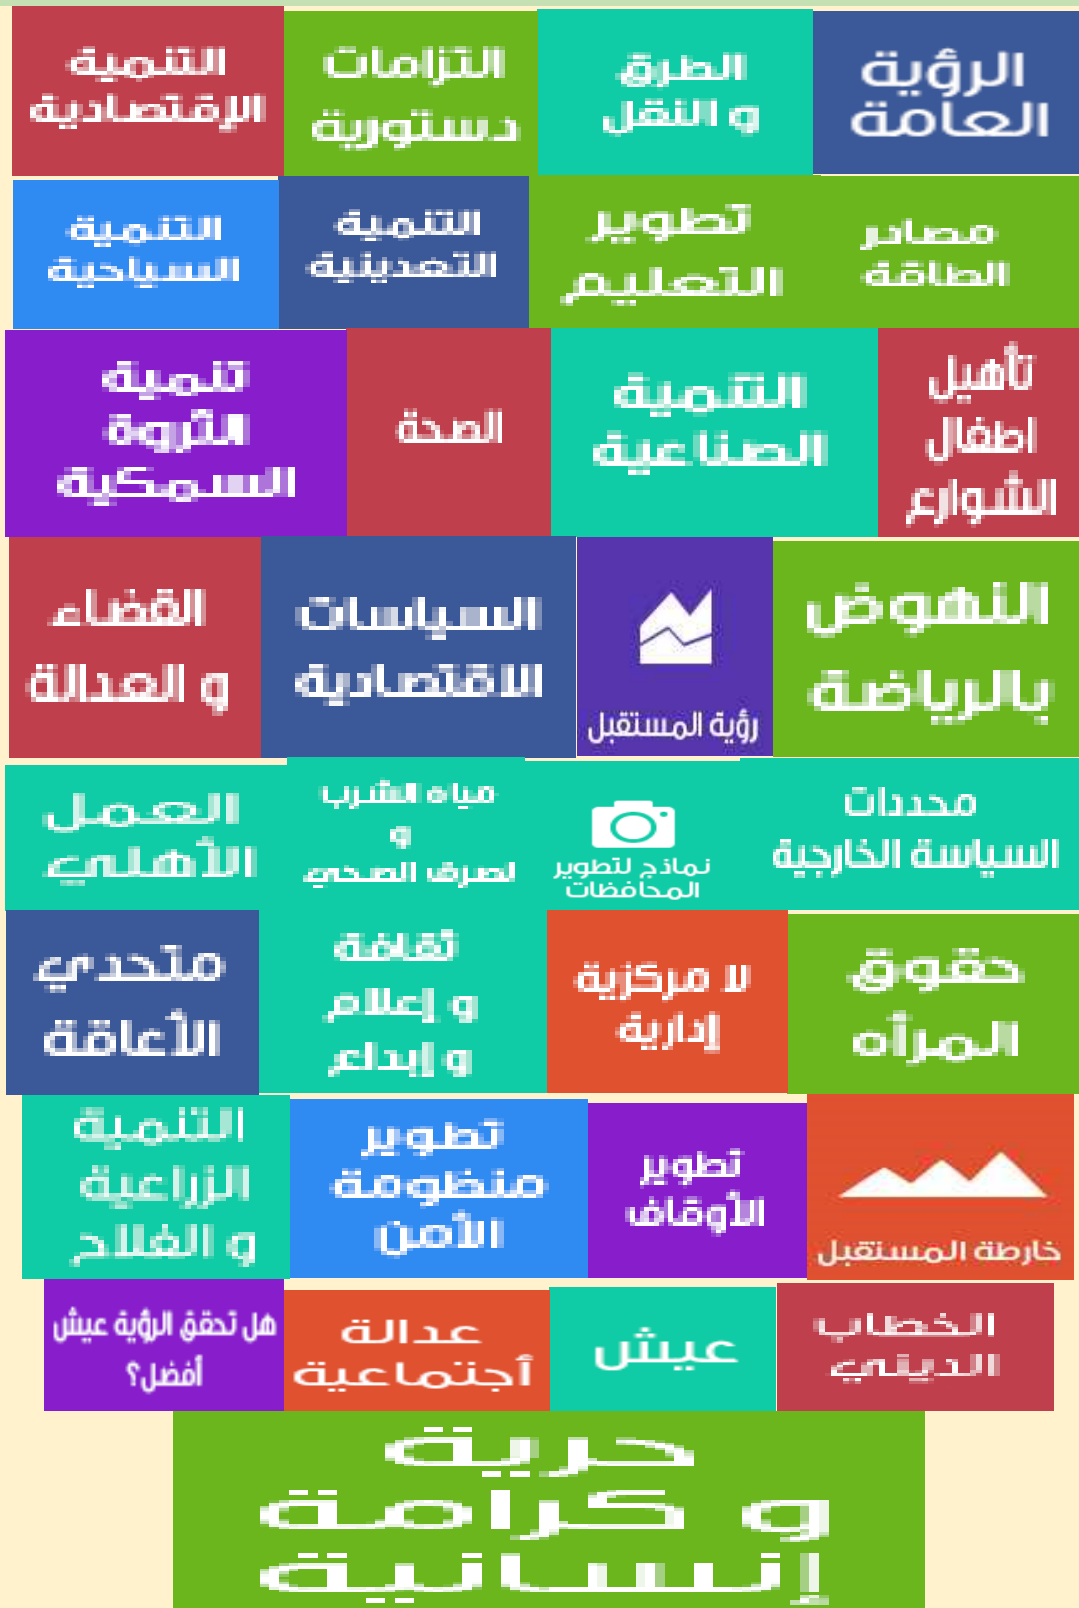 الرؤية
العامة
الطرق
و النقل
التزامات
دستورية
التنمية
الإقتصادية
مصادر
الطاقة
تطوير
التعليم
التنمية
التعدينية
التنمية
السياحية
تأهيل
اطفال
الشوارع
التنمية
الصناعية
الصحة
تنمية
الثروة
السمكية
النهوض
بالرياضة
رؤية المستقبل
السياسات
الاقتصادية
القضاء
و العدالة
محددات
السياسة الخارجية
نماذج لتطوير
المحافظات
مياه الشرب
و
لصرف الصحي
العمل
الأهلي
حقوق
المرأه
لا مركزية
إدارية
ثقافة
و إعلام
و إبداع
متحدي
الأعاقة
خارطة المستقبل
تطوير
الأوقاف
تطوير
منظومة
الأمن
التنمية
الزراعية
و الفلاح
الخطاب
الديني
عيش
عدالة
أجتماعية
هل تحقق الرؤية عيش
أفضل؟
حرية
و كرامة
إنسانية